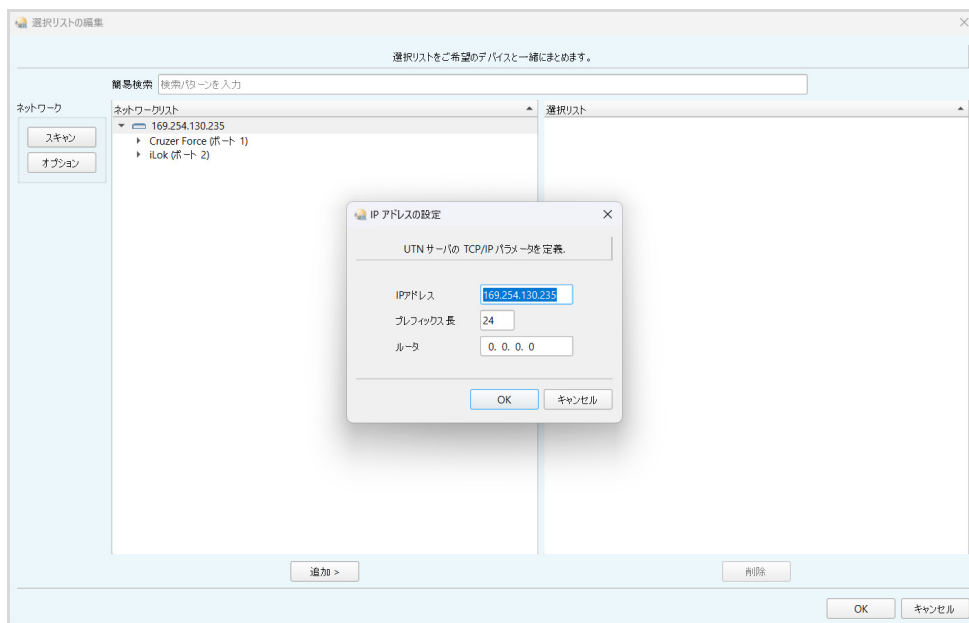 選択リストの編集
選択リストをご希望のデバイスと一緒にまとめます。
簡易検索 検索パターンを入力
ネットワーク
スキャン
オプション
ネットワークリスト
169.254.130.235
Cruzer Force (ポート 1)
iLok (ポート 2)
選択リスト
IP アドレスの設定
UTN サーバの TCP/IP パラメータを定義.
IPアドレス 169.254.130.235
プレフィックス長 24
ルータ 0. 0. 0. 0
OK キャンセル
追加 >
削除
OK キャンセル